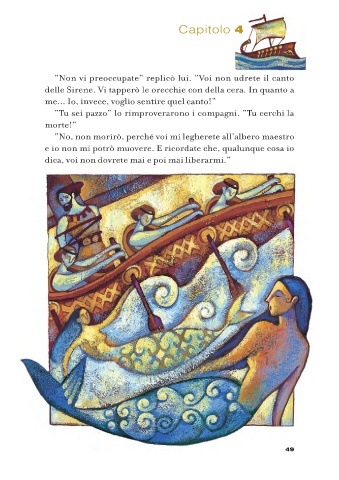 Capitolo 4
"Non vi preoccupate" replicò lui. "Voi non udrete il canto
delle Sirene. Vi tapperò le orecchie con della cera. In quanto a
me... Io, invece, voglio sentire quel canto!"
"Tu sei pazzo" lo rimproverarono i compagni. "Tu cerchi la
morte!"
"No, non morirò, perché voi mi legherete all'albero maestro
e io non mi potrò muovere. E ricordate che, qualunque cosa io
dica, voi non dovrete mai e poi mai liberarmi."
49